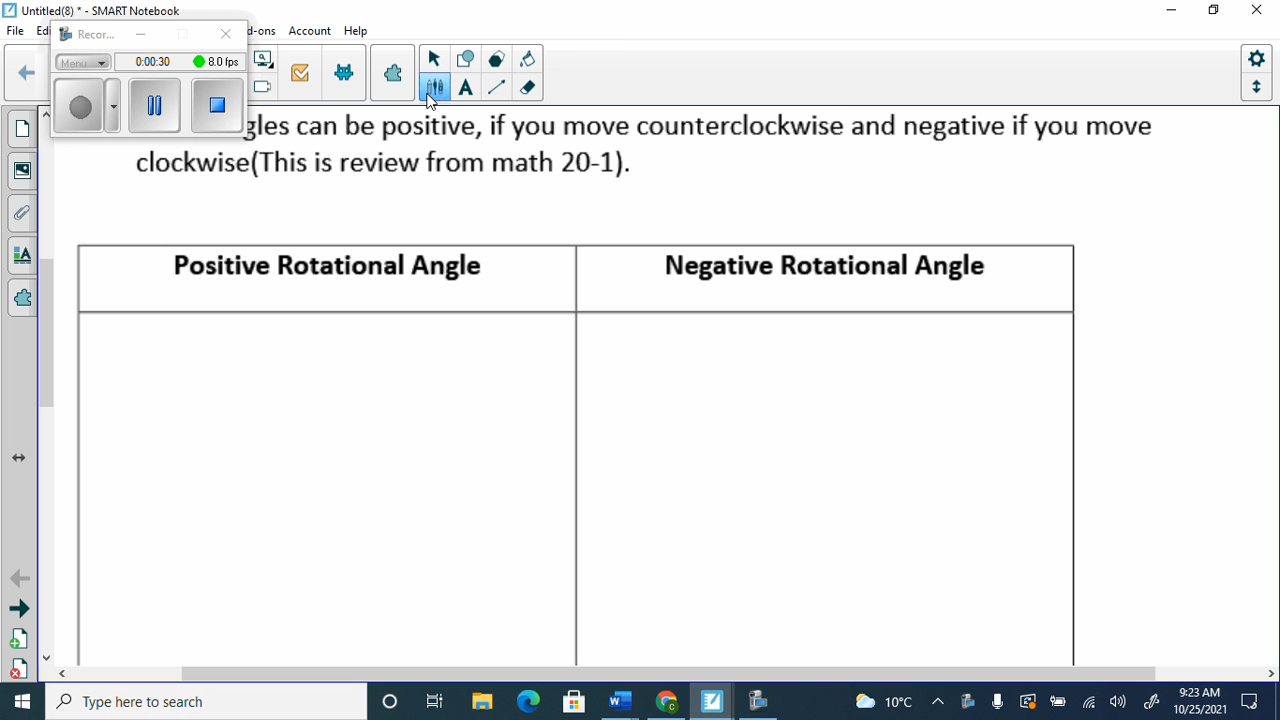 Untitled(8) * - SMART Notebook
File
d-ons Account Help
Recor...
Menu 0:00:30 8.0 fps
gles can be positive, if you move counterclockwise and negative if you move
clockwise(This is review from math 20-1).
Positive Rotational Angle Negative Rotational Angle
Type here to search
10°C
9:23 AM
10/25/2021